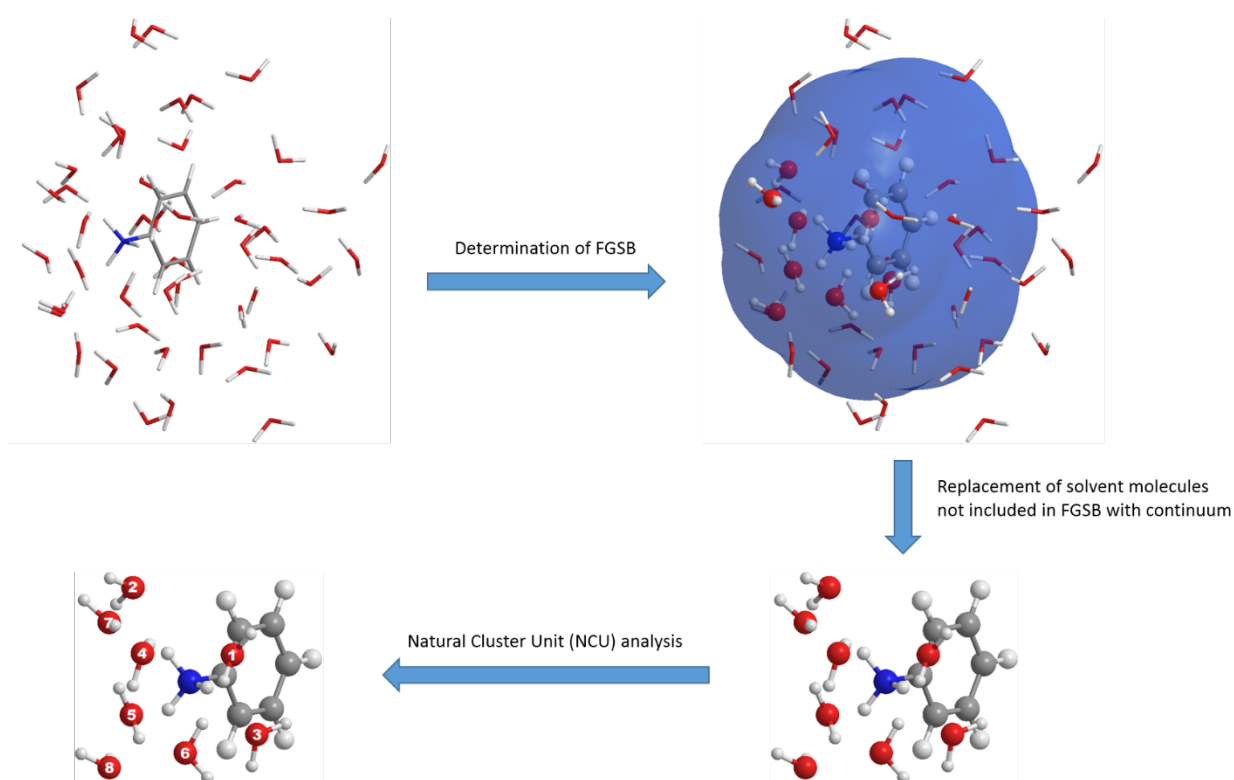 Determination of FGSB
Replacement of solvent molecules
not included in FGSB with continuum
Natural Cluster Unit (NCU) analysis
2
7
4
1
5
3
6
8